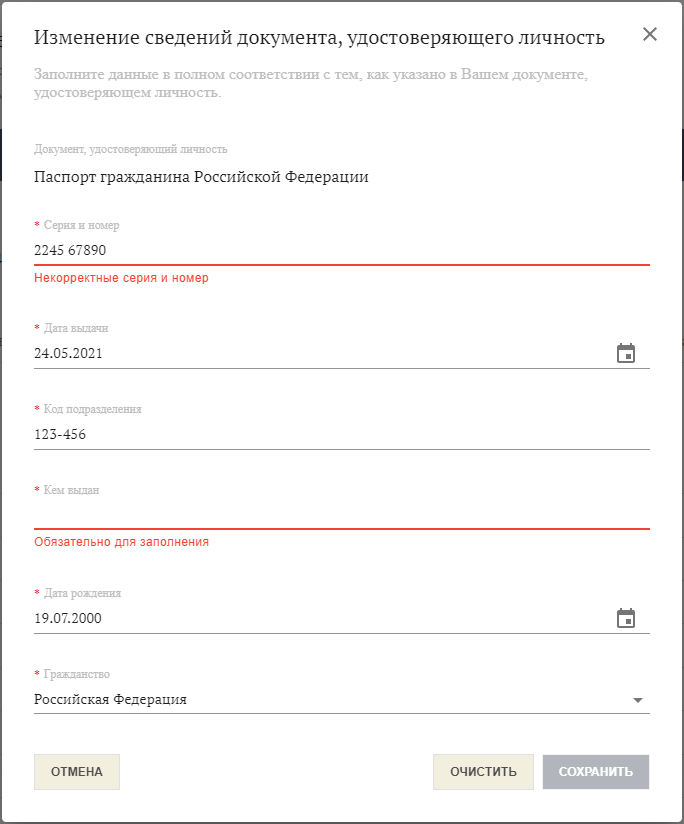 Изменение сведений документа, удостоверяющего личность
Заполните данные в полном соответствии с тем, как указано в Вашем документе,
удостоверяющем личность.
Документ, удостоверяющий личность
Паспорт гражданина Российской Федерации
* Серия и номер
2245 67890
Некорректные серия и номер
* Дата выдачи
24.05.2021
* Код подразделения
123-456
* Кем выдан
Обязательно для заполнения
* Дата рождения
19.07.2000
* Гражданство
Российская Федерация
ОТМЕНА
ОЧИСТИТЬ
СОХРАНИТЬ